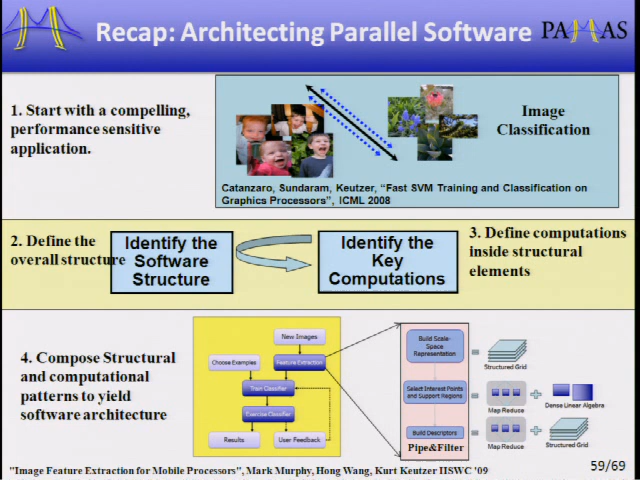 Recap: Architecting Parallel Software
PA AS
1. Start with a compelling,
performance sensitive
application.
Image
Classification
Catanzaro, Sundaram, Keutzer, “Fast SVM Training and Classification on
Graphics Processors”, ICML 2008
2. Define the
overall structure
Identify the
Software
Structure
Identify the
Key
Computations
3. Define computations
inside structural
elements
4. Compose Structural
and computational
patterns to yield
software architecture
New Images
Choose Examples
Feature Extraction
Train Classifier
Exercise Classifier
Results
User Feedback
Build Scale-
Space
Representation
=
Structured Grid
Select Interest Points
and Support Regions
=
Map Reduce
+
Dense Linear Algebra
Build Descriptors
=
Map Reduce
+
Structured Grid
Pipe&Filter
"Image Feature Extraction for Mobile Processors", Mark Murphy, Hong Wang, Kurt Keutzer IISWC '09
59/69